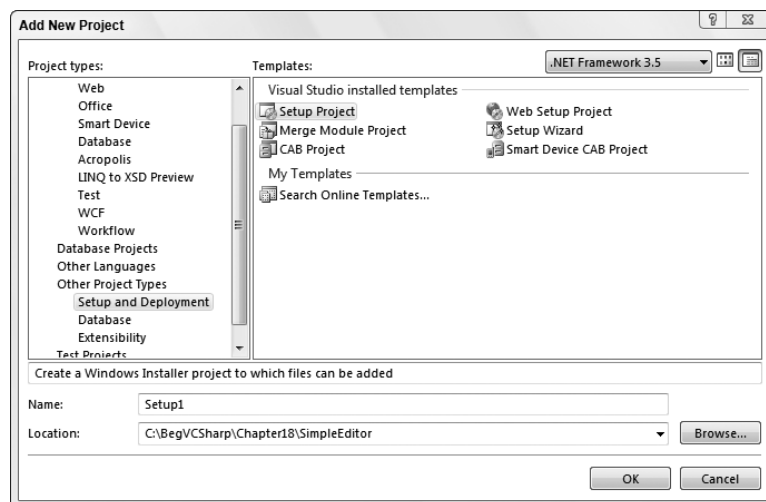 Add New Project
Project types:
Templates:
.NET Framework 3.5
Web
Office
Smart Device
Database
Acropolis
LINQ to XSD Preview
Test
WCF
Workflow
Database Projects
Other Languages
Other Project Types
Setup and Deployment
Database
Extensibility
Test Projects
Visual Studio installed templates
Setup Project
Merge Module Project
CAB Project
Web Setup Project
Setup Wizard
Smart Device CAB Project
My Templates
Search Online Templates...
Create a Windows Installer project to which files can be added
Name:
Setup1
Location:
C:\BegVCSharp\Chapter18\SimpleEditor
Browse...
OK
Cancel